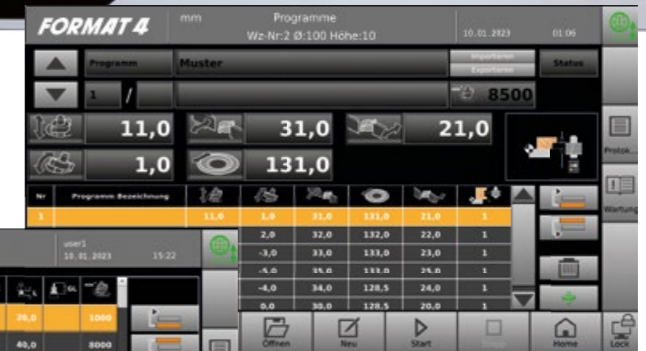 FORMAT 4
mm
Programme
Wz-Nr:2 Ø:100 Höhe:10
10.01.2023
01:06
Programm
Muster
Importieren
Exportieren
Status
1 /
8500
11,0
31,0
21,0
1,0
131,0
Protok...
Wartung
Nr Programm Bezeichnung
1 11,0 1,0 31,0 131,0 21,0 1
2,0 32,0 132,0 22,0 1
-3,0 33,0 133,0 23,0 1
-5,0 35,0 133,0 25,0 1
-4,0 34,0 128,5 24,0 1
0,0 30,0 128,5 20,0 1
Öffnen Neu Start Stopp Home Lock
user1
10.01.2023
15:22
GL
20,0 1000
40,0 8000